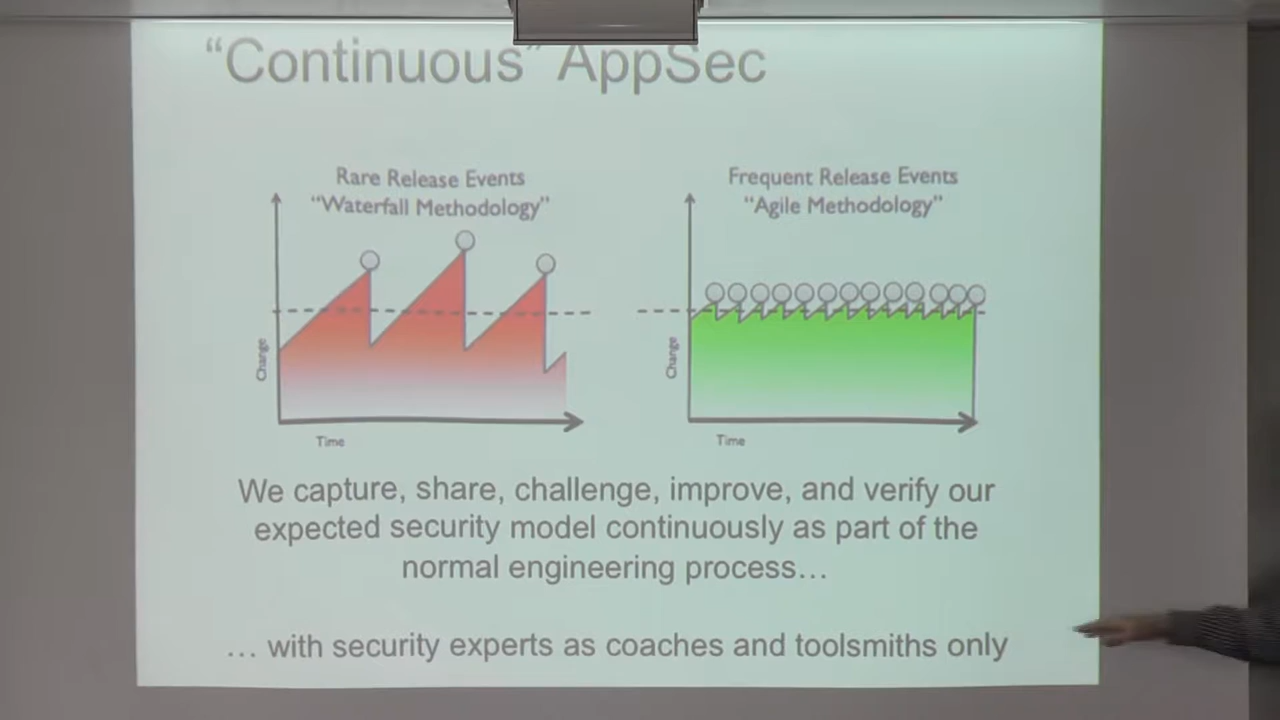 “Continuous” AppSec
Rare Release Events
“Waterfall Methodology”
Change
Time
Frequent Release Events
“Agile Methodology”
Change
Time
We capture, share, challenge, improve, and verify our
expected security model continuously as part of the
normal engineering process…
… with security experts as coaches and toolsmiths only